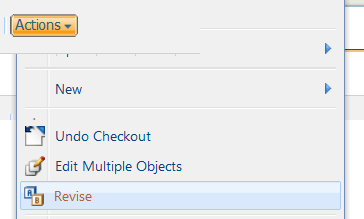 Actions
New
Undo Checkout
Edit Multiple Objects
Revise